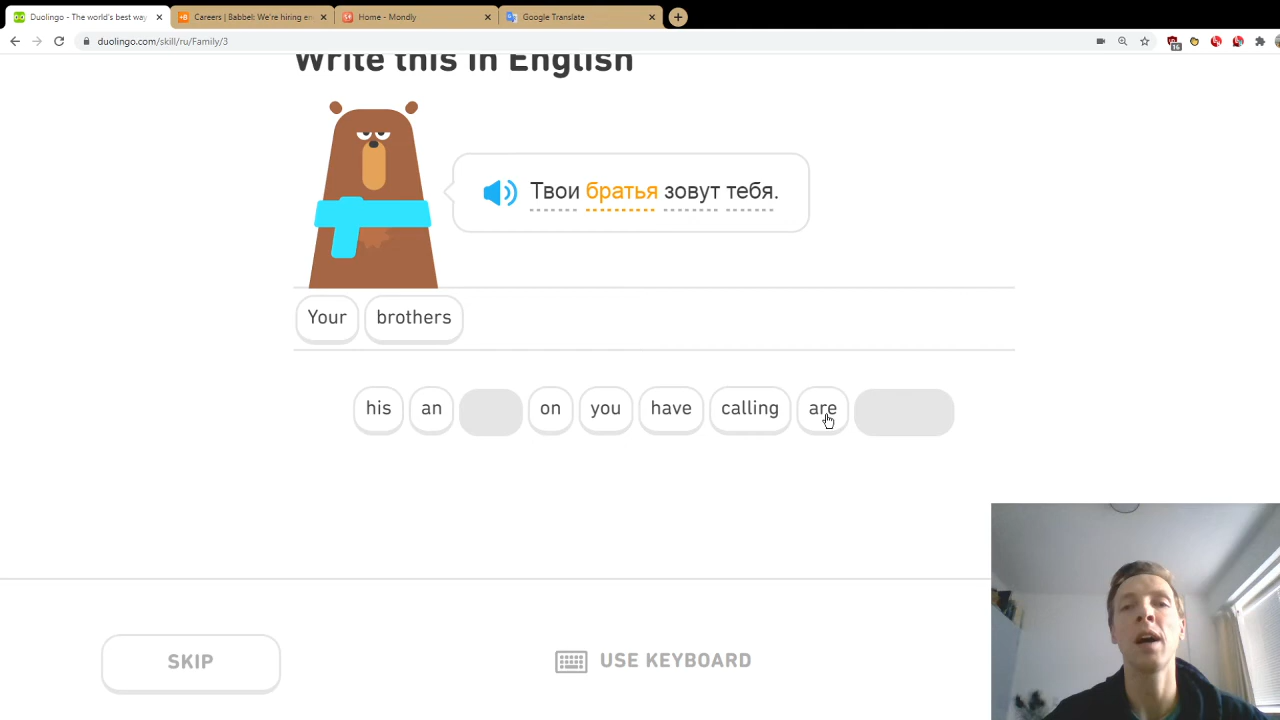 Duolingo - The world's best way
Careers | Babbel: We're hiring en
Home - Mondly
Google Translate
duolingo.com/skill/ru/Family/3
16
Write this in English
Твои братья зовут тебя.
Your brothers
his an on you have calling are
SKIP
USE KEYBOARD